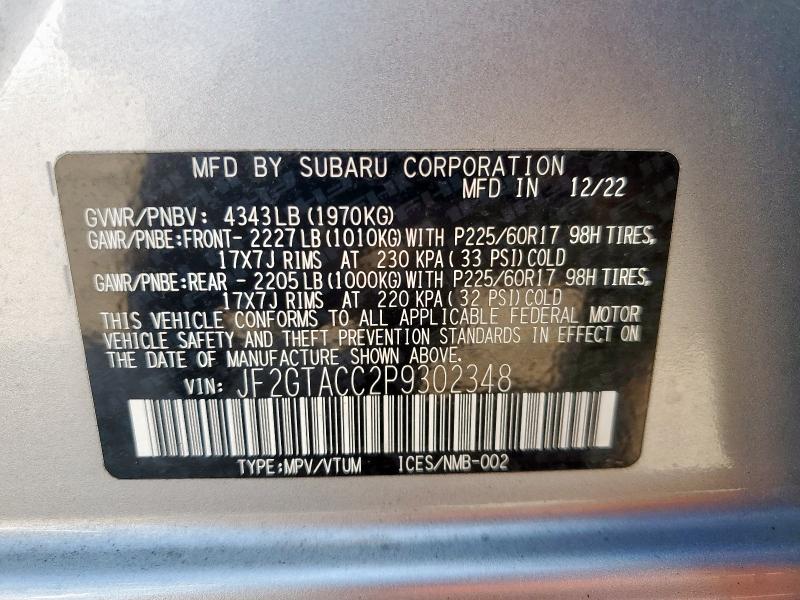 MFD BY SUBARU CORPORATION
MFD IN 12/22
GVWR/PNBV: 4343LB (1970KG)
GAWR/PNBE:FRONT- 2227LB (1010KG) WITH P225/60R17 98H TIRES,
17X7J RIMS AT 230 KPA ( 33 PSI) COLD
GAWR/PNBE:REAR - 2205LB (1000KG) WITH P225/60R17 98H TIRES,
17X7J RIMS AT 220 KPA ( 32 PSI) COLD
THIS VEHICLE CONFORMS TO ALL APPLICABLE FEDERAL MOTOR
VEHICLE SAFETY AND THEFT PREVENTION STANDARDS IN EFFECT ON
THE DATE OF MANUFACTURE SHOWN ABOVE.
VIN: JF2GTACC2P9302348
TYPE:MPV/VTUM ICES/NMB-002